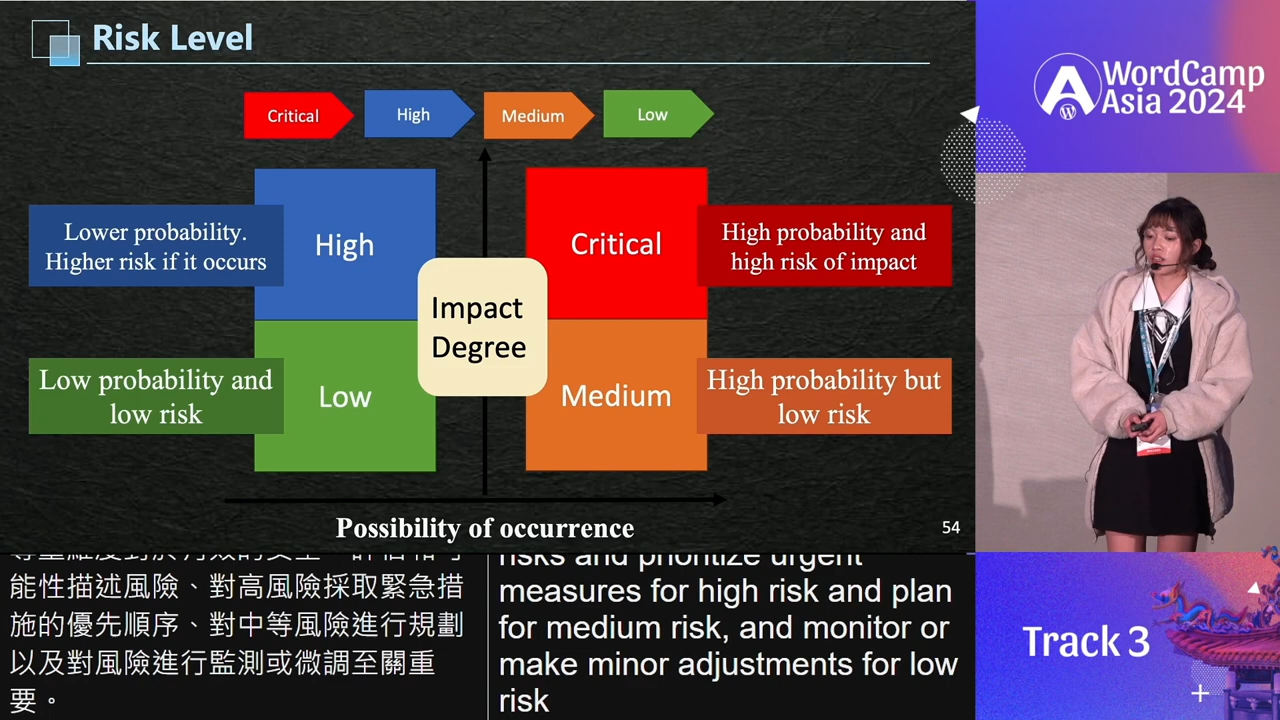 Risk Level
Critical
High
Medium
Low
Lower probability.
Higher risk if it occurs
High
Critical
High probability and
high risk of impact
Impact
Degree
Low probability and
low risk
Low
Medium
High probability but
low risk
Possibility of occurrence
54
能性描述風險、對高風險採取緊急措
施的優先順序、對中等風險進行規劃
以及對風險進行監測或微調至關重
要。
risks and prioritize urgent
measures for high risk and plan
for medium risk, and monitor or
make minor adjustments for low
risk
WordCamp
Asia 2024
Track 3